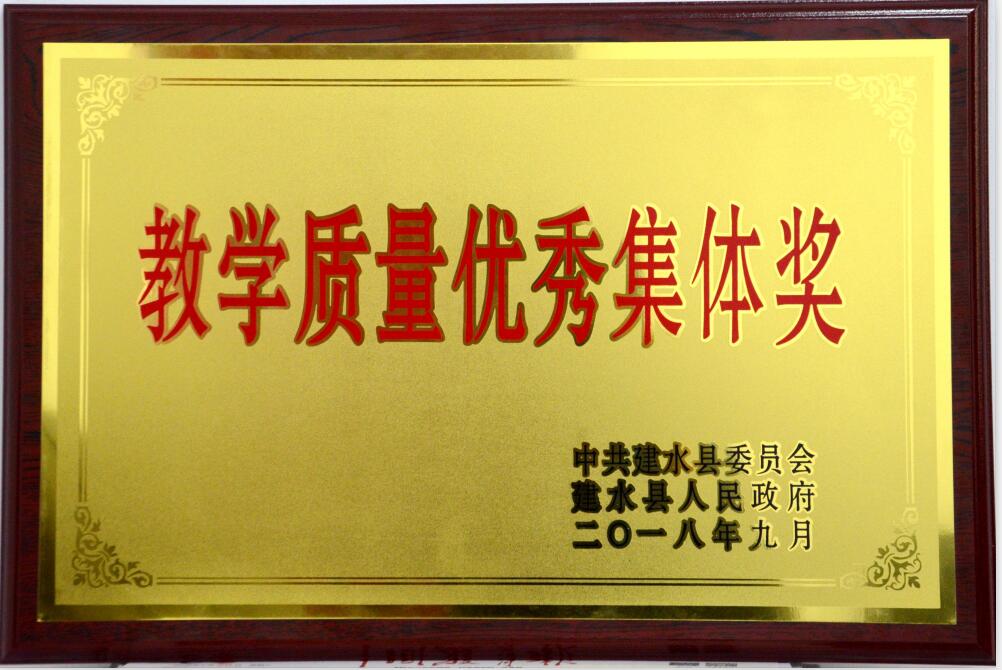 教学质量优秀集体奖
中共建水县委员会
建水县人民政府
二〇一八年九月